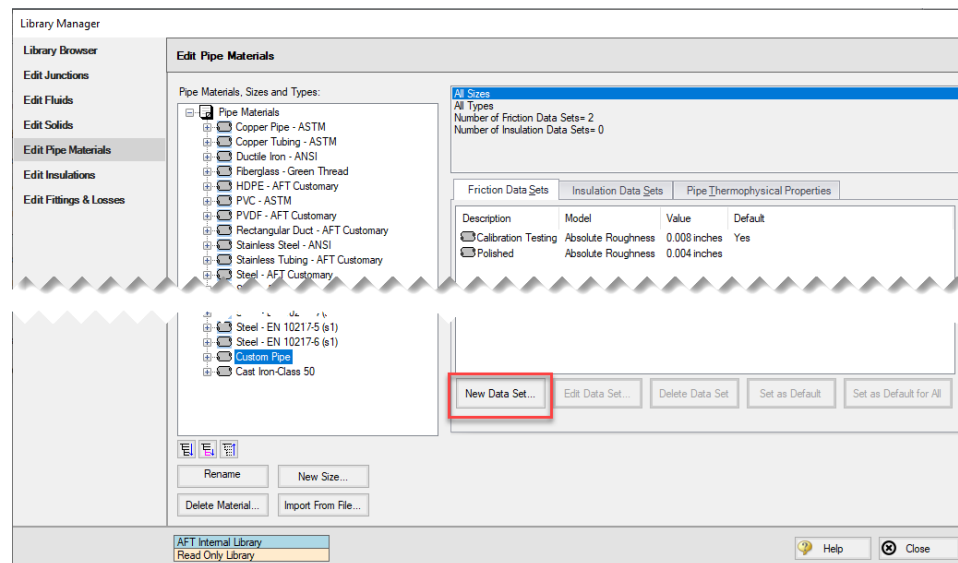 Library Manager
Library Browser
Edit Junctions
Edit Fluids
Edit Solids
Edit Pipe Materials
Edit Insulations
Edit Fittings & Losses
Edit Pipe Materials
Pipe Materials, Sizes and Types:
Pipe Materials
Copper Pipe - ASTM
Copper Tubing - ASTM
Ductile Iron - ANSI
Fiberglass - Green Thread
HDPE - AFT Customary
PVC - ASTM
PVDF - AFT Customary
Rectangular Duct - AFT Customary
Stainless Steel - ANSI
Stainless Tubing - AFT Customary
Steel - AFT Customary
Steel - EN 10217-5 (s1)
Steel - EN 10217-6 (s1)
Custom Pipe
Cast Iron-Class 50
Rename
New Size...
Delete Material...
Import From File...
All Sizes
All Types
Number of Friction Data Sets= 2
Number of Insulation Data Sets= 0
Friction Data Sets
Insulation Data Sets
Pipe Thermophysical Properties
Description Model Value Default
Calibration Testing Absolute Roughness 0.008 inches Yes
Polished Absolute Roughness 0.004 inches
New Data Set...
Edit Data Set...
Delete Data Set
Set as Default
Set as Default for All
AFT Internal Library
Read Only Library
Help
Close